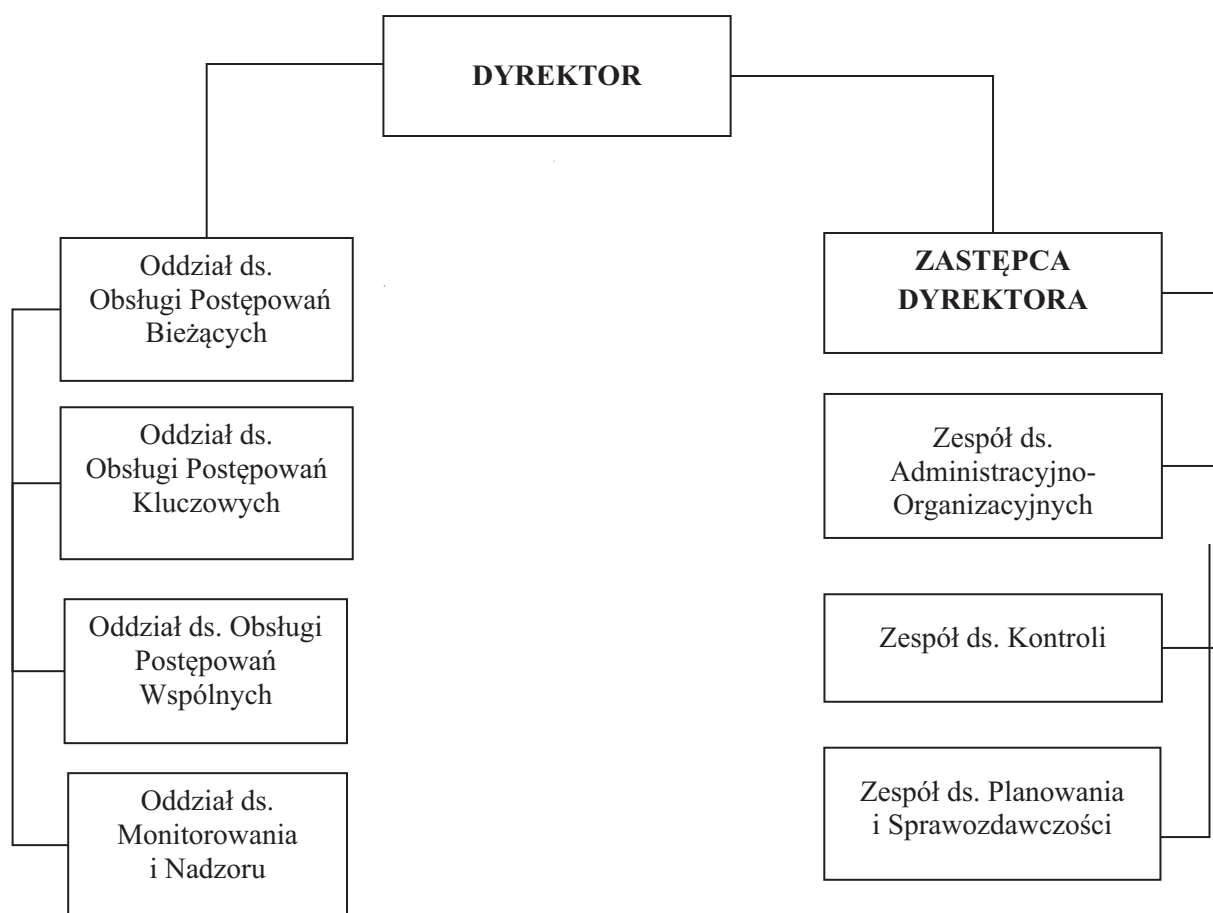 DYREKTOR
Oddział ds.
Obsługi Postępowań
Bieżących
Oddział ds.
Obsługi Postępowań
Kluczowych
Oddział ds. Obsługi
Postępowań
Wspólnych
Oddział ds.
Monitorowania
i Nadzoru
ZASTĘPCA
DYREKTORA
Zespół ds.
Administracyjno-
Organizacyjnych
Zespół ds. Kontroli
Zespół ds. Planowania
i Sprawozdawczości